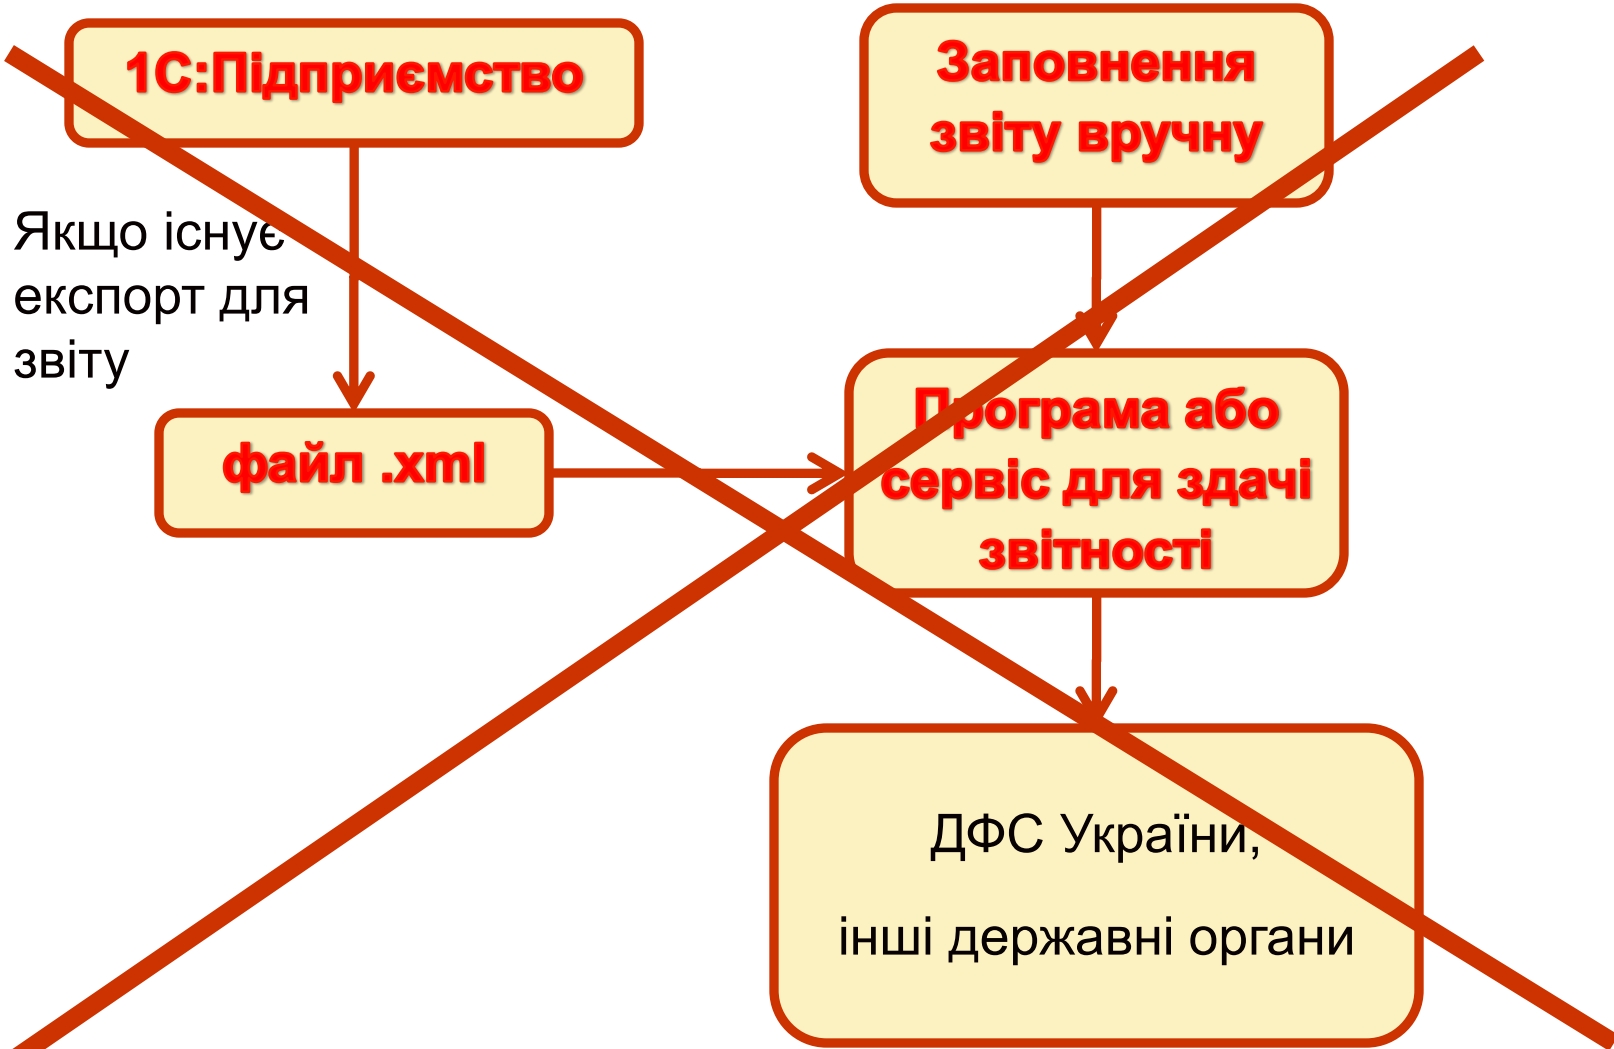 1С:Підприємство
Заповнення
звіту вручну
Якщо існує
експорт для
звіту
файл .xml
Програма або
сервіс для здачі
звітності
ДФС України,
інші державні органи